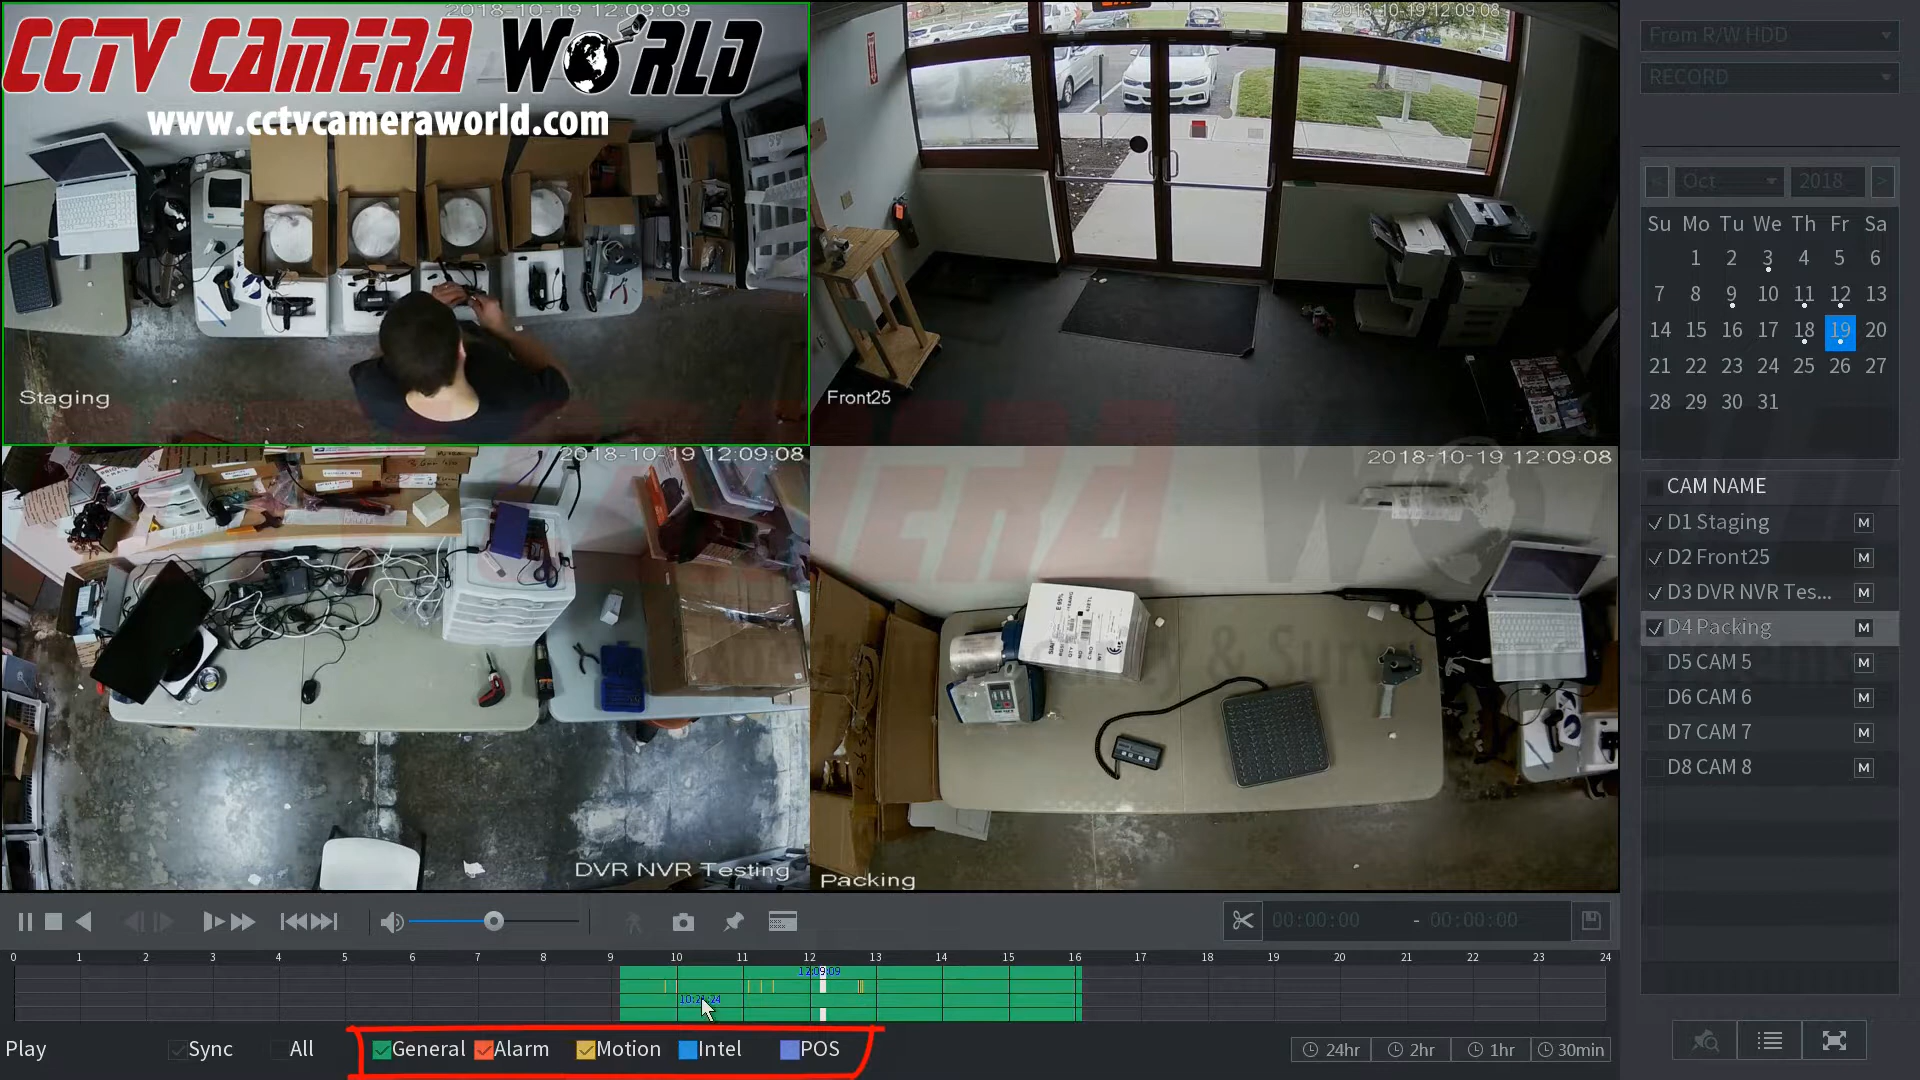 2018-10-19 12:09:09
CCTV CAMERA WORLD
www.cctvcameraworld.com
Staging
2018-10-19 12:09:08
Front25
2018-10-19 12:09:08
DVR NVR Testing
2018-10-19 12:09:08
Packing
From R/W HDD
RECORD
< Oct 2018 >
Su Mo Tu We Th Fr Sa
1 2 3 4 5 6
7 8 9 10 11 12 13
14 15 16 17 18 19 20
21 22 23 24 25 26 27
28 29 30 31
CAM NAME
D1 Staging M
D2 Front25 M
D3 DVR NVR Tes... M
D4 Packing M
D5 CAM 5 M
D6 CAM 6 M
D7 CAM 7 M
D8 CAM 8 M
00:00:00 - 00:00:00
0 1 2 3 4 5 6 7 8 9 10 11 12 13 14 15 16 17 18 19 20 21 22 23 24
12:09:09
10:21:24
Play Sync All General Alarm Motion Intel POS 24hr 2hr 1hr 30min